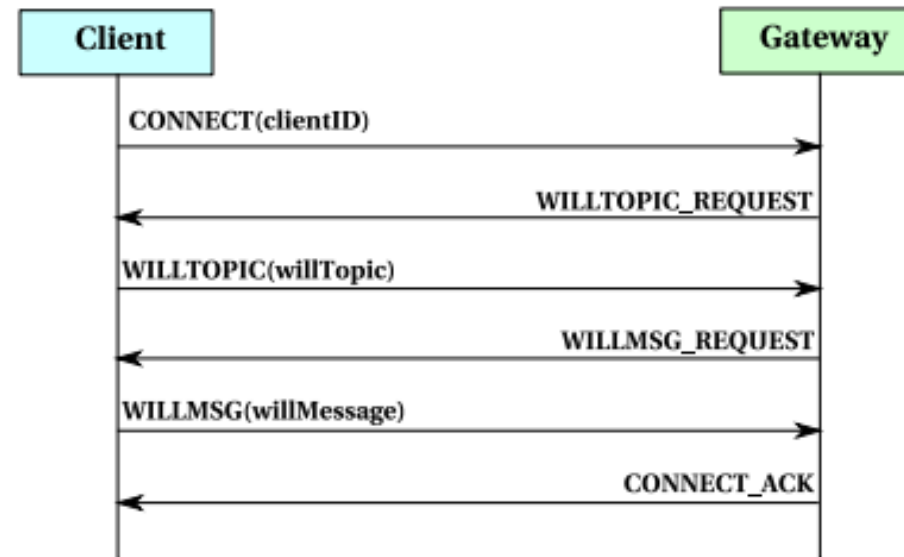 Client
Gateway
CONNECT(clientID)
WILLTOPIC_REQUEST
WILLTOPIC(willTopic)
WILLMSG_REQUEST
WILLMSG(willMessage)
CONNECT_ACK